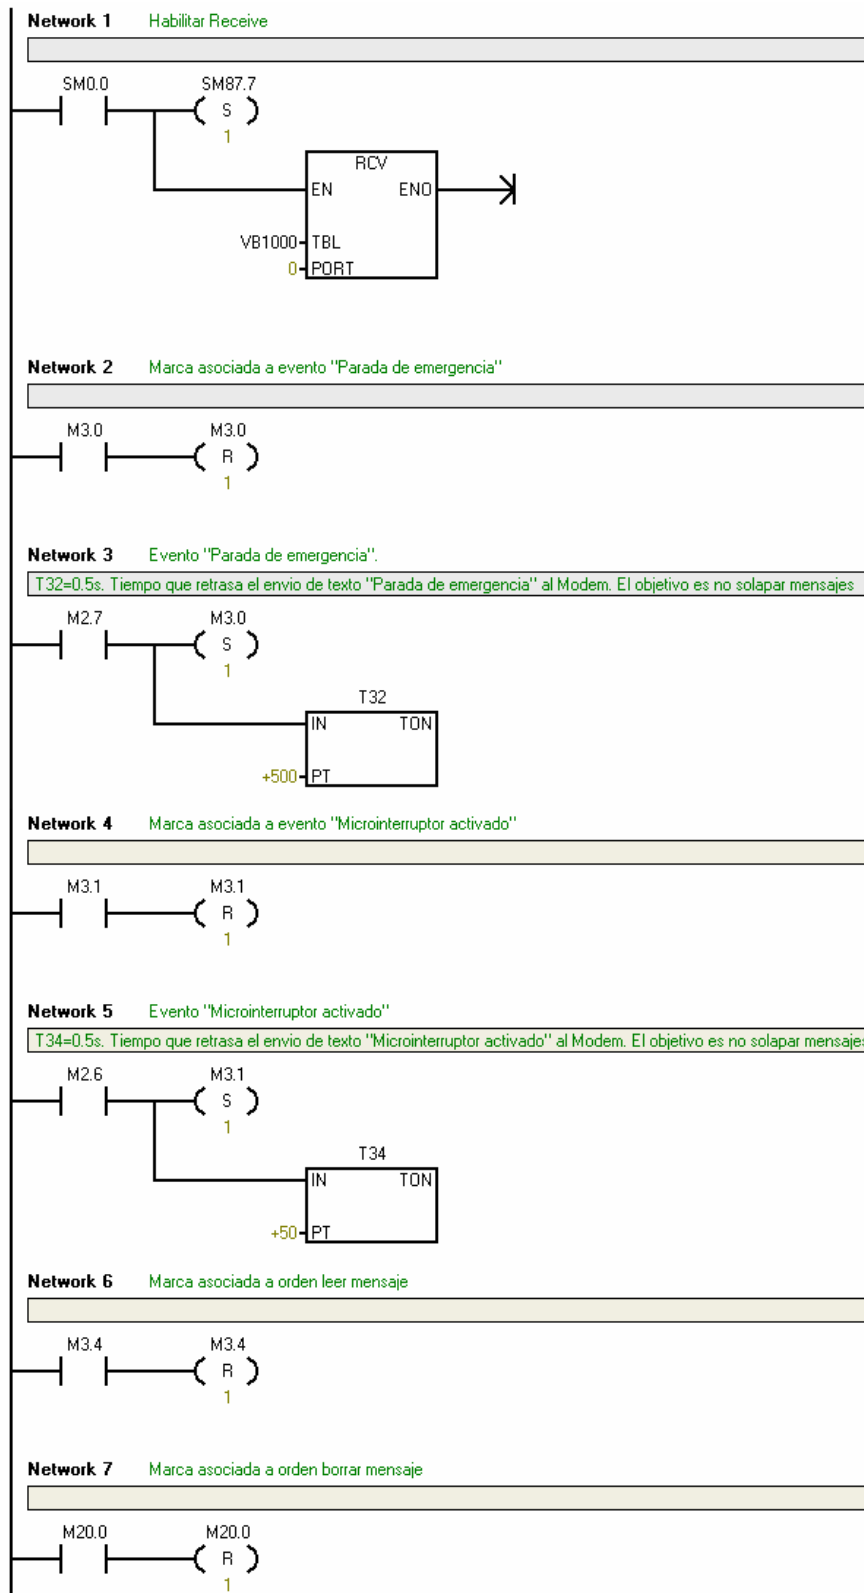 Network 1 Habilitar Receive
SM0.0 SM87.7
S
1
RCV
EN ENO
VB1000 TBL
0 PORT
Network 2 Marca asociada a evento "Parada de emergencia"
M3.0 M3.0
R
1
Network 3 Evento "Parada de emergencia".
T32=0.5s. Tiempo que retrasa el envio de texto "Parada de emergencia" al Modem. El objetivo es no solapar mensajes
M2.7 M3.0
S
1
T32
IN TON
+500 PT
Network 4 Marca asociada a evento "Microinterruptor activado"
M3.1 M3.1
R
1
Network 5 Evento "Microinterruptor activado"
T34=0.5s. Tiempo que retrasa el envio de texto "Microinterruptor activado" al Modem. El objetivo es no solapar mensajes
M2.6 M3.1
S
1
T34
IN TON
+50 PT
Network 6 Marca asociada a orden leer mensaje
M3.4 M3.4
R
1
Network 7 Marca asociada a orden borrar mensaje
M20.0 M20.0
R
1